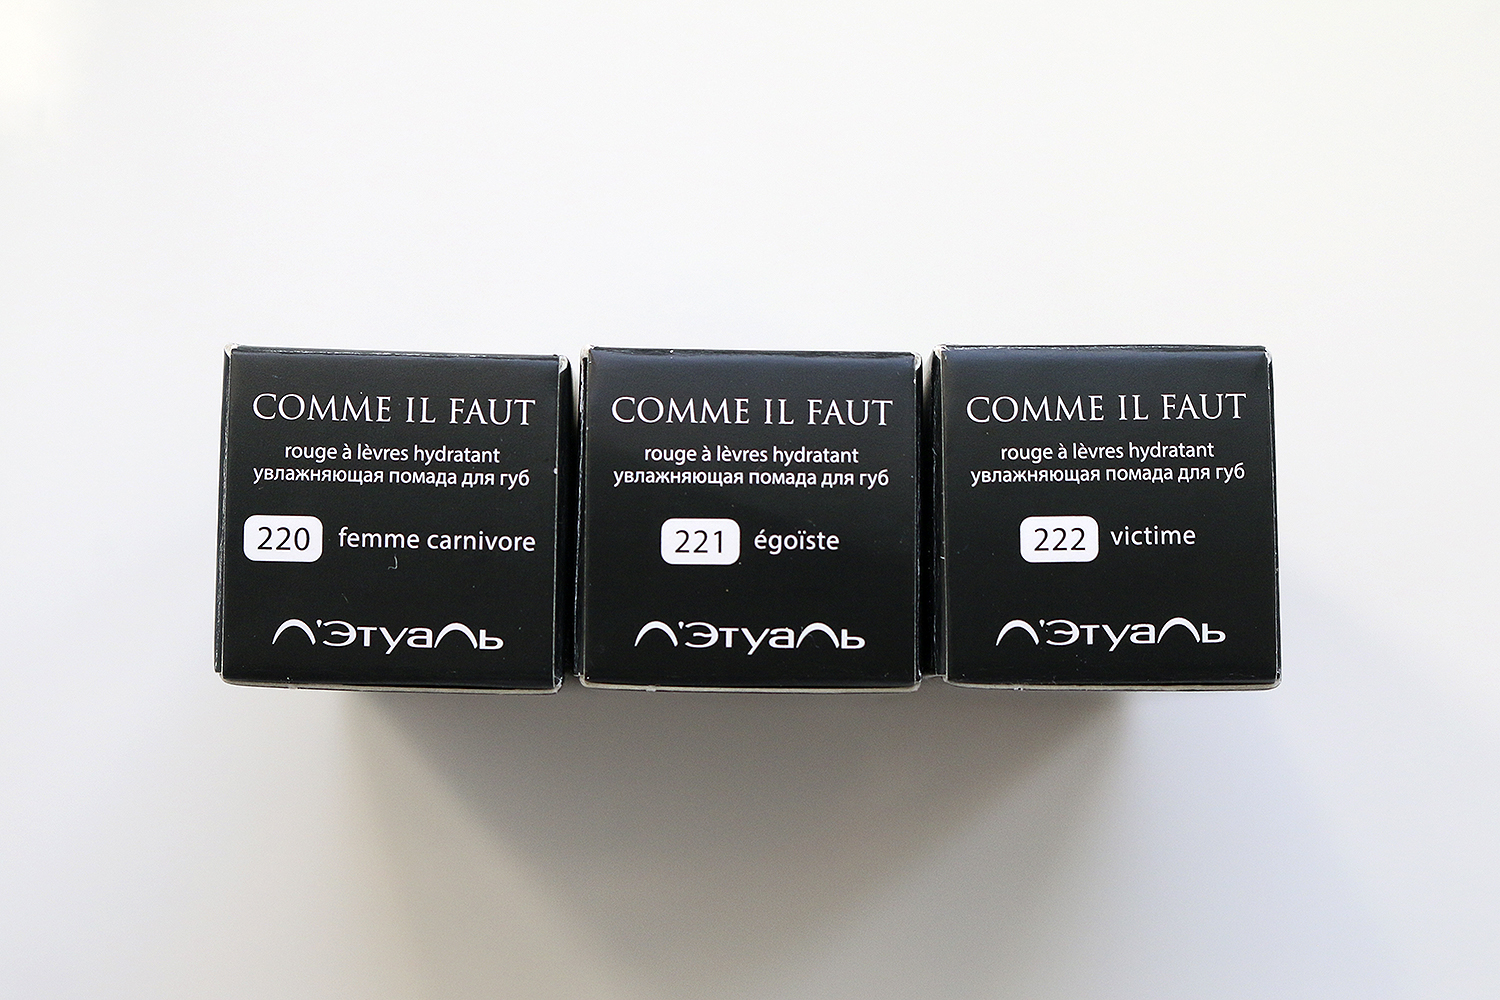 COMME IL FAUT
rouge à lèvres hydratant
увлажняющая помада для губ
220 femme carnivore
Л'Этуаль
COMME IL FAUT
rouge à lèvres hydratant
увлажняющая помада для губ
221 égoïste
Л'Этуаль
COMME IL FAUT
rouge à lèvres hydratant
увлажняющая помада для губ
222 victime
Л'Этуаль